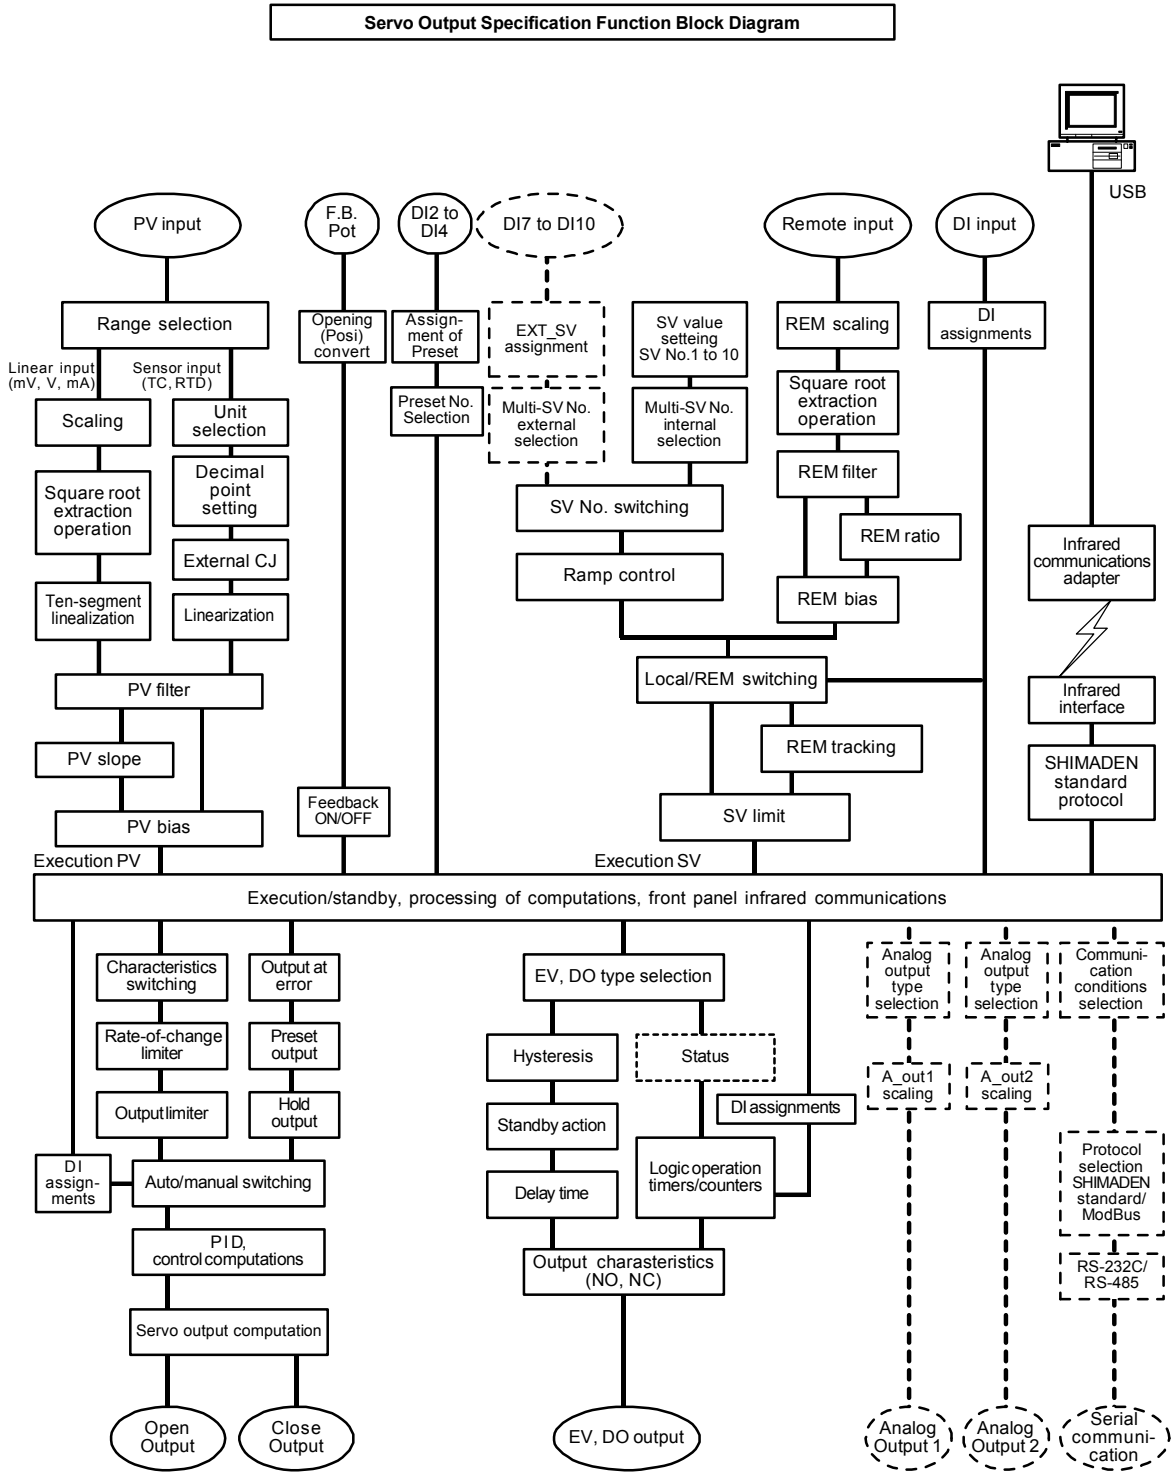 Servo Output Specification Function Block Diagram
USB
PV input
F.B.
Pot
DI2 to
DI4
DI7 to DI10
Remote input
DI input
Range selection
Opening
(Posi)
convert
Assign-
ment of
Preset
EXT_SV
assignment
SV value
setteing
SV No.1 to 10
REM scaling
DI
assignments
Linear input
(mV, V, mA)
Sensor input
(TC, RTD)
Scaling
Unit
selection
Preset No.
Selection
Multi-SV No.
external
selection
Multi-SV No.
internal
selection
Square root
extraction
operation
Square root
extraction
operation
Decimal
point
setting
SV No. switching
REM filter
REM ratio
External CJ
Ramp control
Infrared
communications
adapter
Ten-segment
linealization
Linearization
REM bias
PV filter
Local/REM switching
Infrared
interface
PV slope
REM tracking
SHIMADEN
standard
protocol
PV bias
Feedback
ON/OFF
SV limit
Execution PV
Execution SV
Execution/standby, processing of computations, front panel infrared communications
Characteristics
switching
Output at
error
EV, DO type selection
Analog
output
type
selection
Analog
output
type
selection
Communi-
cation
conditions
selection
Rate-of-change
limiter
Preset
output
Hysteresis
Status
A_out1
scaling
A_out2
scaling
Output limiter
Hold
output
Standby action
DI assignments
DI
assign-
ments
Auto/manual switching
Delay time
Logic operation
timers/counters
Protocol
selection
SHIMADEN
standard/
ModBus
PID,
control computations
Output charasteristics
(NO, NC)
RS-232C/
RS-485
Servo output computation
Open
Output
Close
Output
EV, DO output
Analog
Output 1
Analog
Output 2
Serial
communi-
cation